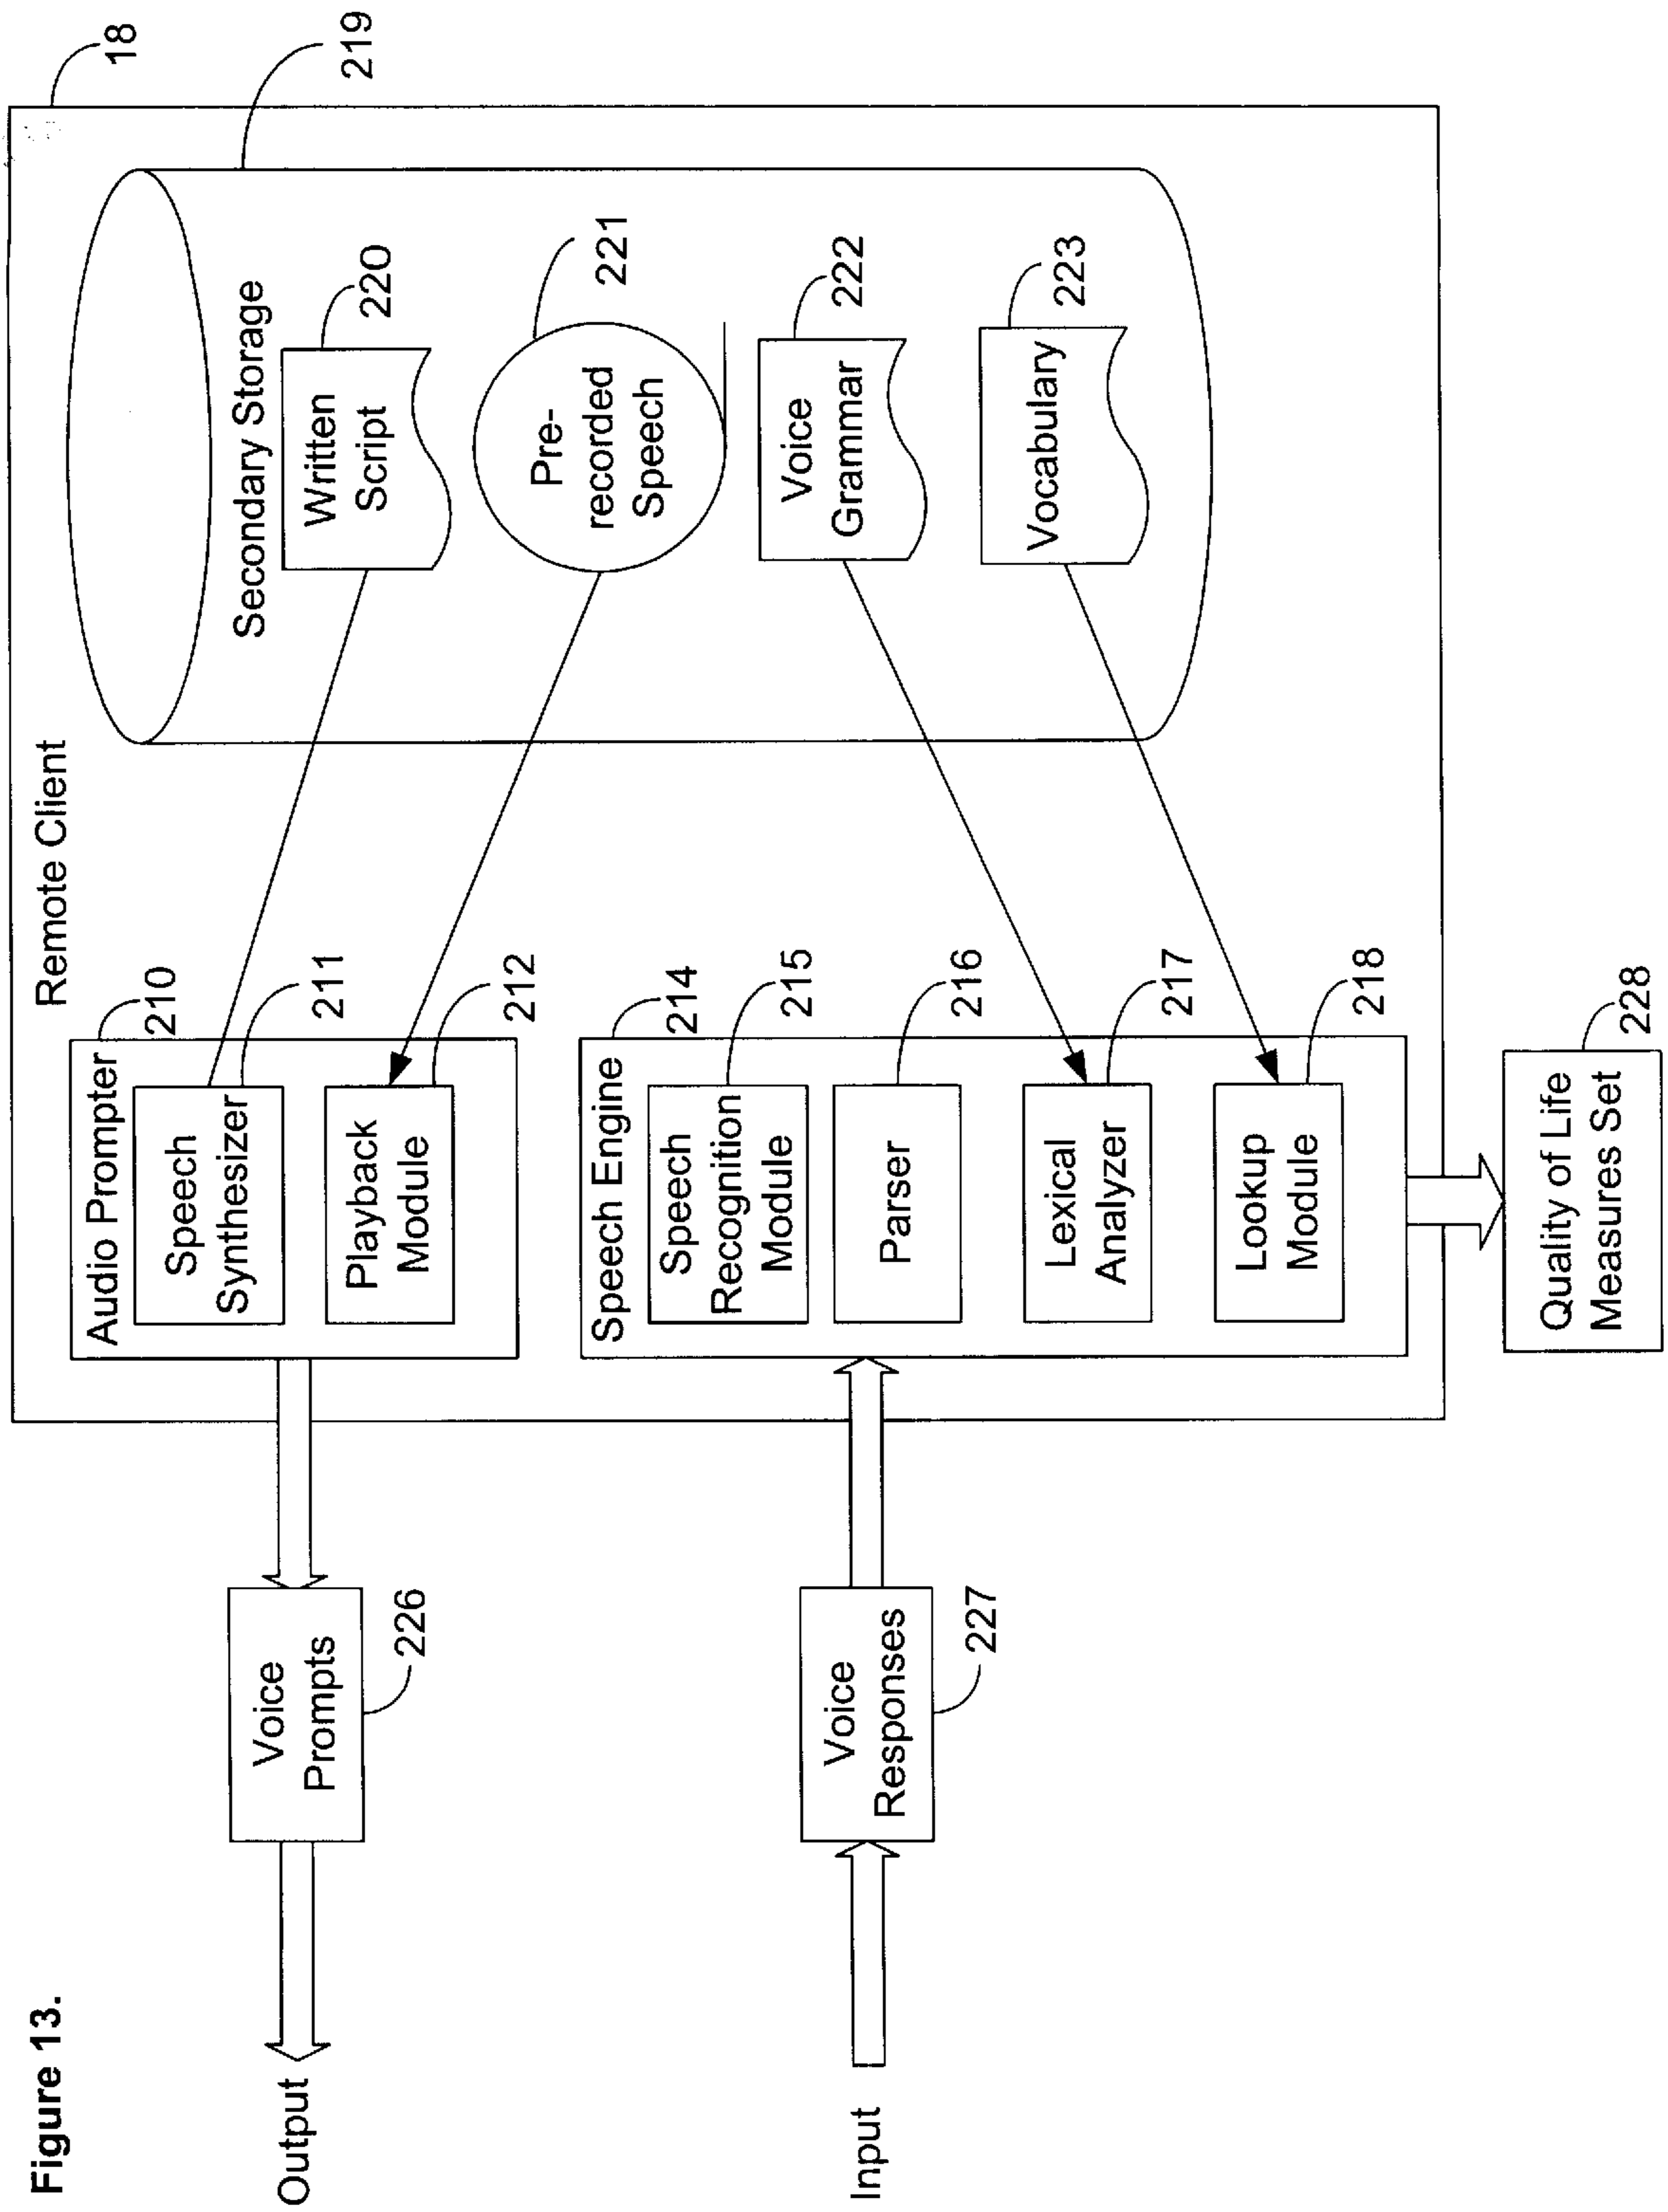 Figure 13.
18
Remote Client
219
Secondary Storage
Audio Prompter
210
Speech
Synthesizer
211
Written
Script
220
Output
Voice
Prompts
226
Playback
Module
212
Pre-
recorded
Speech
221
Speech Engine
214
Speech
Recognition
Module
215
Voice
Grammar
222
Input
Voice
Responses
227
Parser
216
Lexical
Analyzer
217
Vocabulary
223
Lookup
Module
218
Quality of Life
Measures Set
228